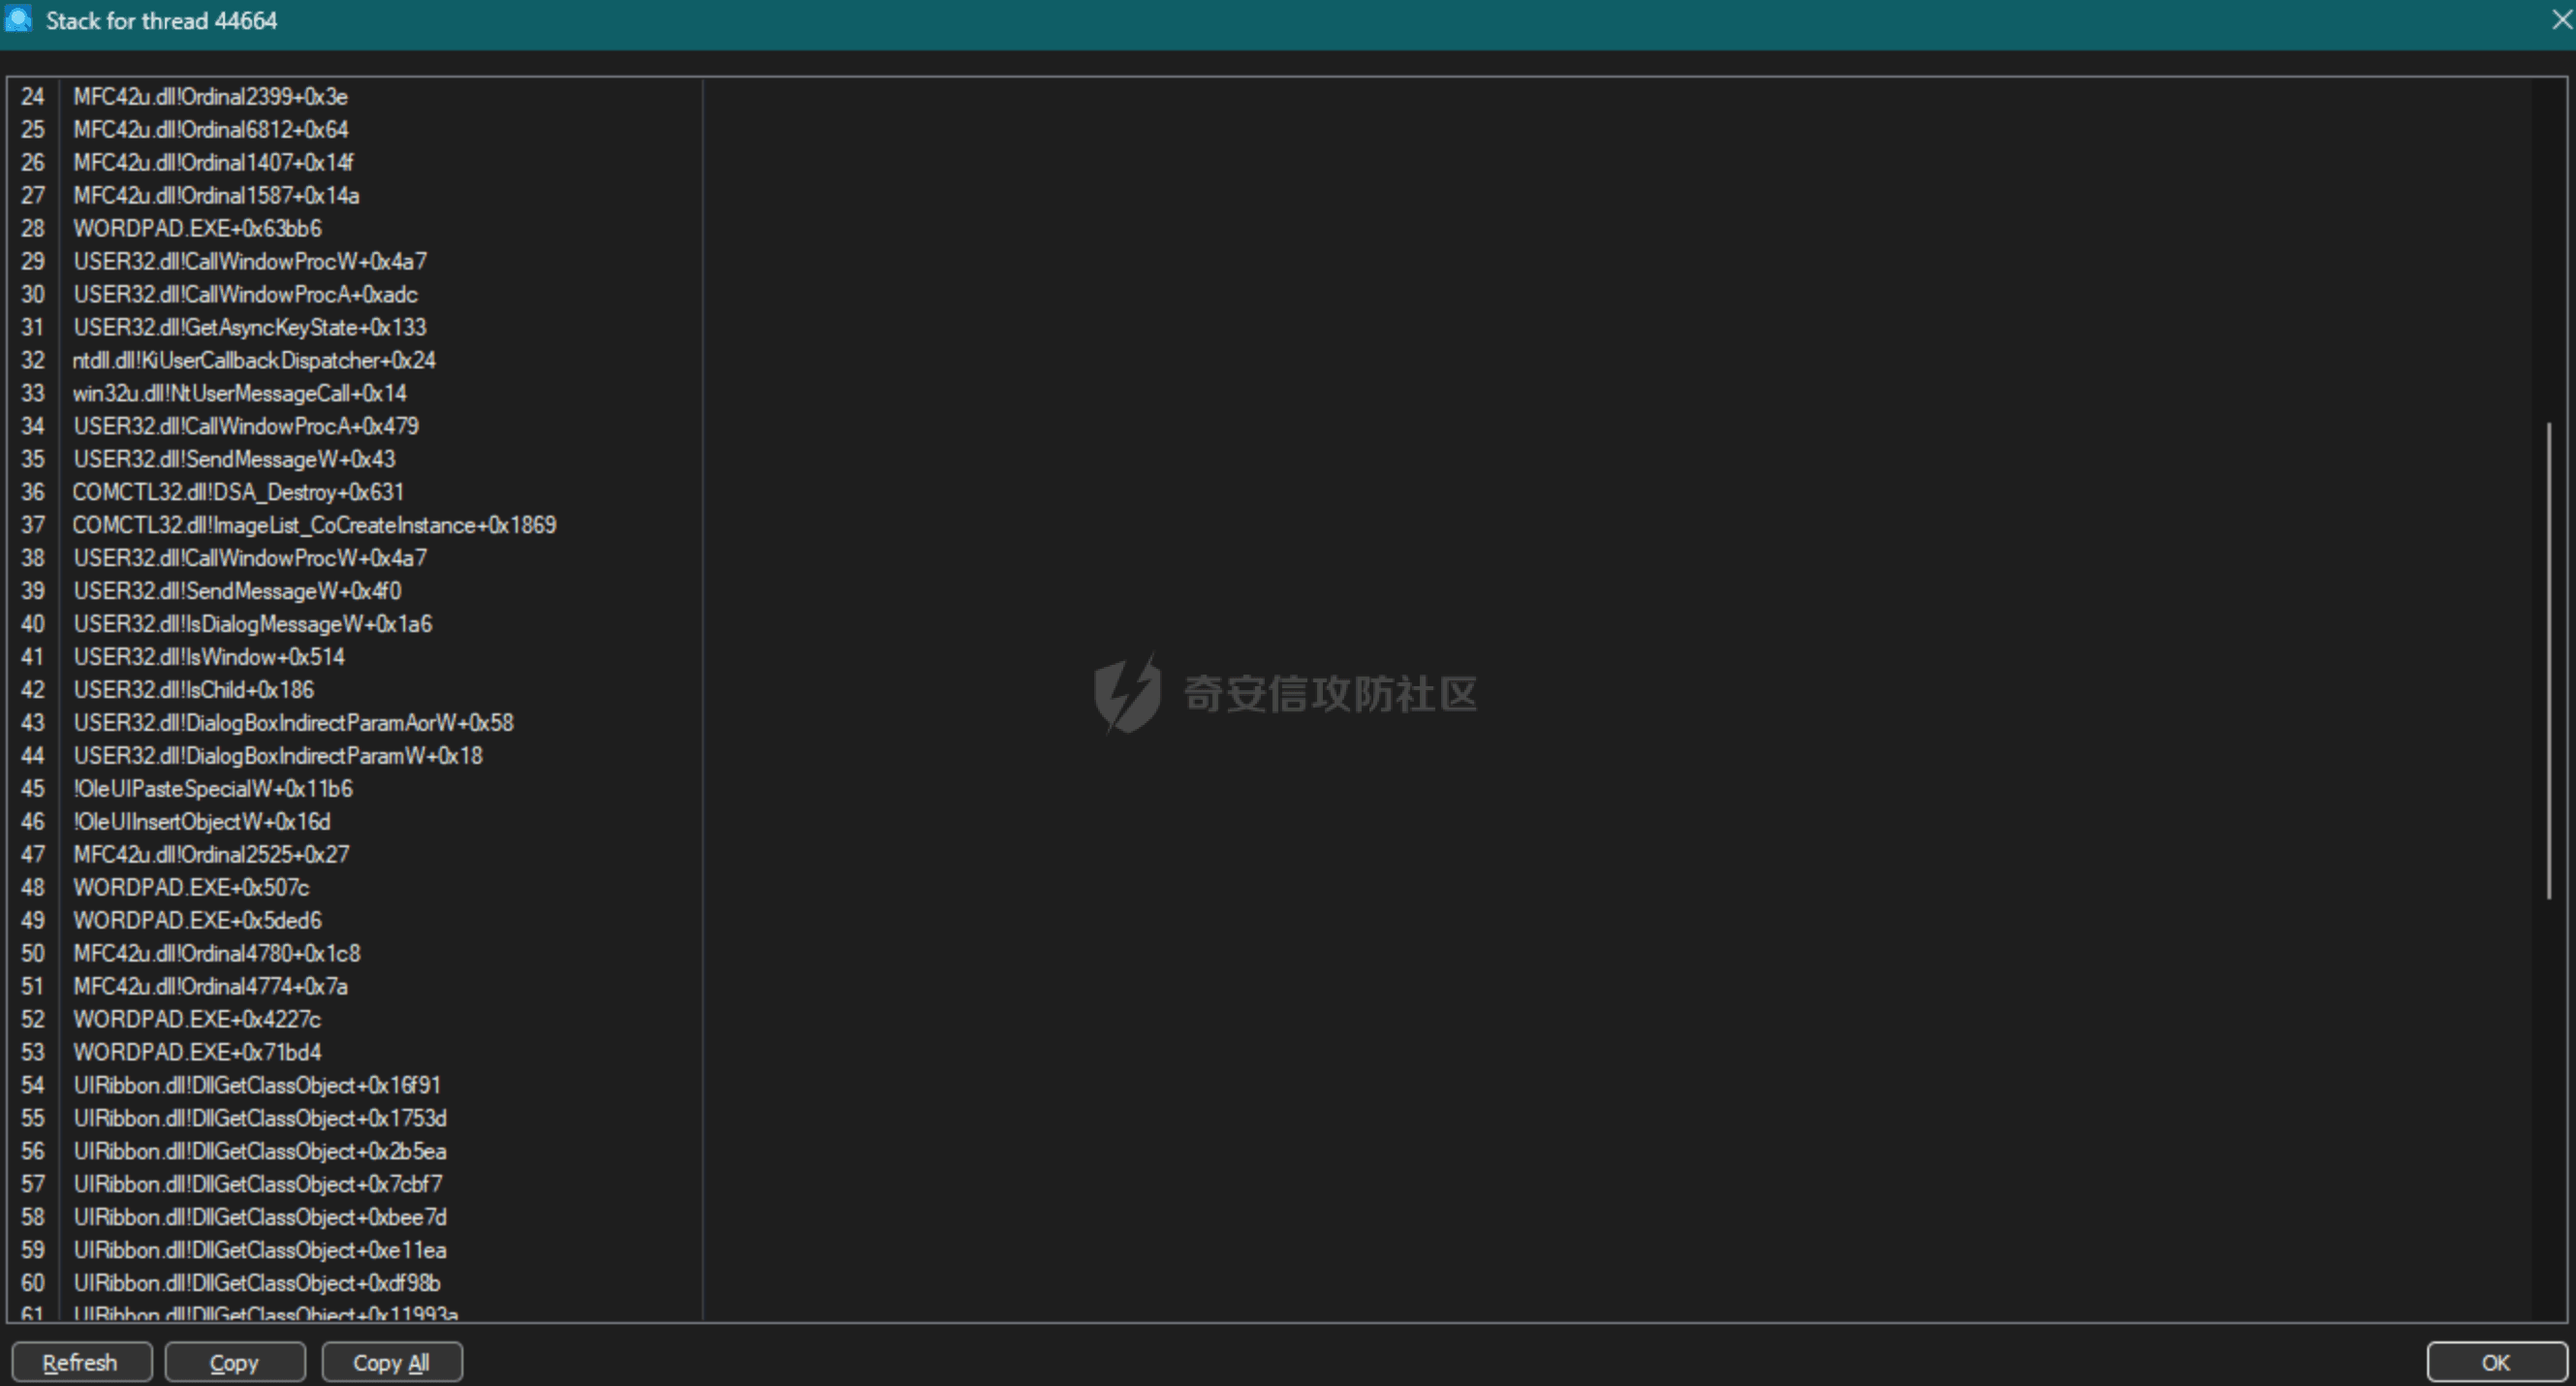 Stack for thread 44664
24 MFC42u.dll!Ordinal2399+0x3e
25 MFC42u.dll!Ordinal6812+0x64
26 MFC42u.dll!Ordinal1407+0x14f
27 MFC42u.dll!Ordinal1587+0x14a
28 WORDPAD.EXE+0x63bb6
29 USER32.dll!CallWindowProcW+0x4a7
30 USER32.dll!CallWindowProcA+0xadc
31 USER32.dll!GetAsyncKeyState+0x133
32 ntdll.dll!KiUserCallbackDispatcher+0x24
33 win32u.dll!NtUserMessageCall+0x14
34 USER32.dll!CallWindowProcA+0x479
35 USER32.dll!SendMessageW+0x43
36 COMCTL32.dll!DSA_Destroy+0x631
37 COMCTL32.dll!ImageList_CoCreateInstance+0x1869
38 USER32.dll!CallWindowProcW+0x4a7
39 USER32.dll!SendMessageW+0x4f0
40 USER32.dll!IsDialogMessageW+0x1a6
41 USER32.dll!IsWindow+0x514
42 USER32.dll!IsChild+0x186
43 USER32.dll!DialogBoxIndirectParamAorW+0x58
44 USER32.dll!DialogBoxIndirectParamW+0x18
45 !OleUIPasteSpecialW+0x11b6
46 !OleUIInsertObjectW+0x16d
47 MFC42u.dll!Ordinal2525+0x27
48 WORDPAD.EXE+0x507c
49 WORDPAD.EXE+0x5ded6
50 MFC42u.dll!Ordinal4780+0x1c8
51 MFC42u.dll!Ordinal4774+0x7a
52 WORDPAD.EXE+0x4227c
53 WORDPAD.EXE+0x71bd4
54 UIRibbon.dll!DllGetClassObject+0x16f91
55 UIRibbon.dll!DllGetClassObject+0x1753d
56 UIRibbon.dll!DllGetClassObject+0x2b5ea
57 UIRibbon.dll!DllGetClassObject+0x7cbf7
58 UIRibbon.dll!DllGetClassObject+0xbee7d
59 UIRibbon.dll!DllGetClassObject+0xe11ea
60 UIRibbon.dll!DllGetClassObject+0xdf98b
61 UIRibbon.dll!DllGetClassObject+0x11993a
奇安信攻防社区
Refresh Copy Copy All OK